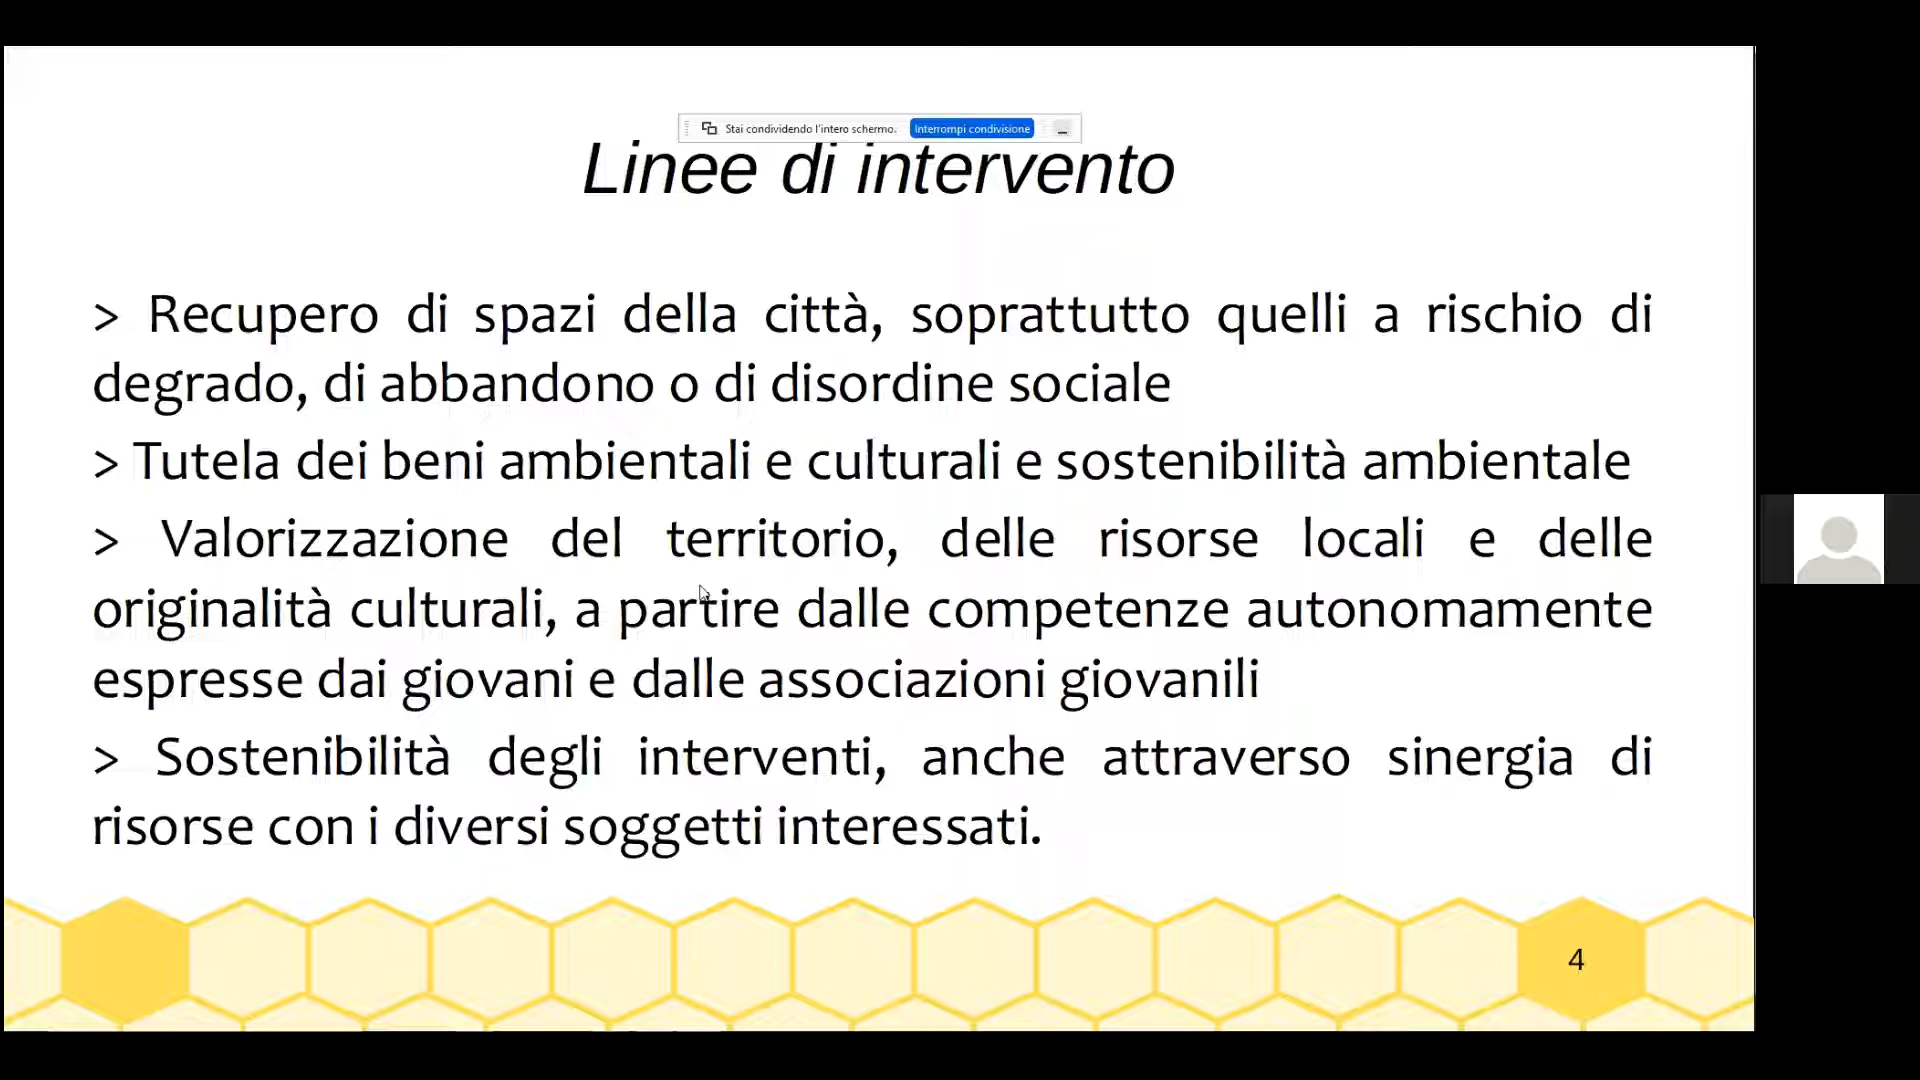 Stai condividendo l'intero schermo. Interrompi condivisione
Linee di intervento
> Recupero di spazi della città, soprattutto quelli a rischio di
degrado, di abbandono o di disordine sociale
> Tutela dei beni ambientali e culturali e sostenibilità ambientale
> Valorizzazione del territorio, delle risorse locali e delle
originalità culturali, a partire dalle competenze autonomamente
espresse dai giovani e dalle associazioni giovanili
> Sostenibilità degli interventi, anche attraverso sinergia di
risorse con i diversi soggetti interessati.
4